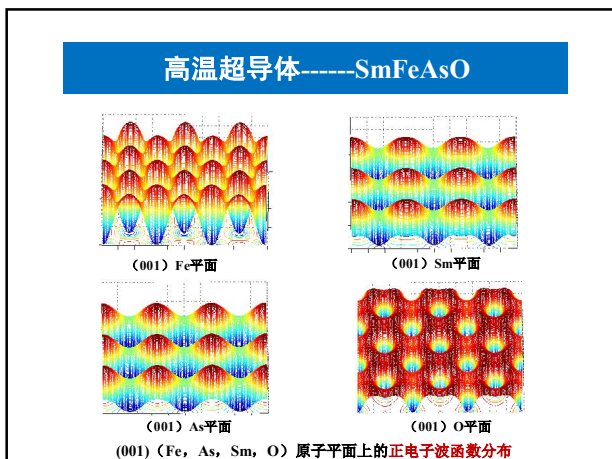 高温超导体------SmFeAsO
（001）Fe平面
（001）Sm平面
（001）As平面
（001）O平面
(001)（Fe，As，Sm，O）原子平面上的正电子波函数分布